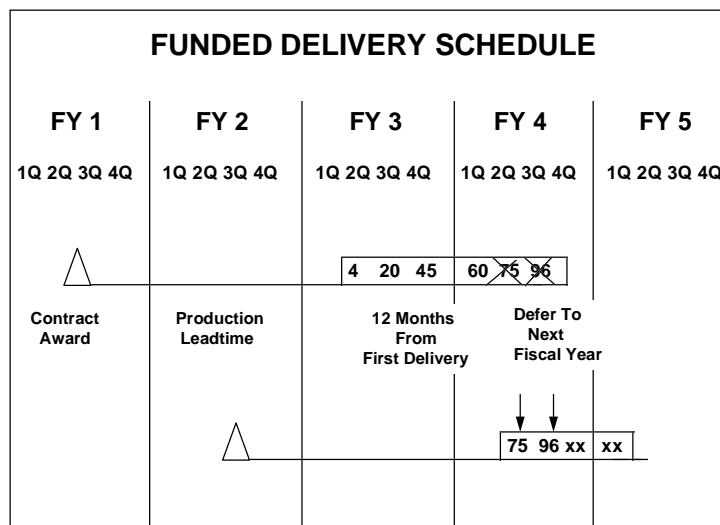 FUNDED DELIVERY SCHEDULE
FY 1 FY 2 FY 3 FY 4 FY 5
1Q 2Q 3Q 4Q 1Q 2Q 3Q 4Q 1Q 2Q 3Q 4Q 1Q 2Q 3Q 4Q 1Q 2Q 3Q 4Q
4 20 45 60 75 96
Contract
Award
Production
Leadtime
12 Months
From
First Delivery
Defer To
Next
Fiscal Year
75 96 xx xx